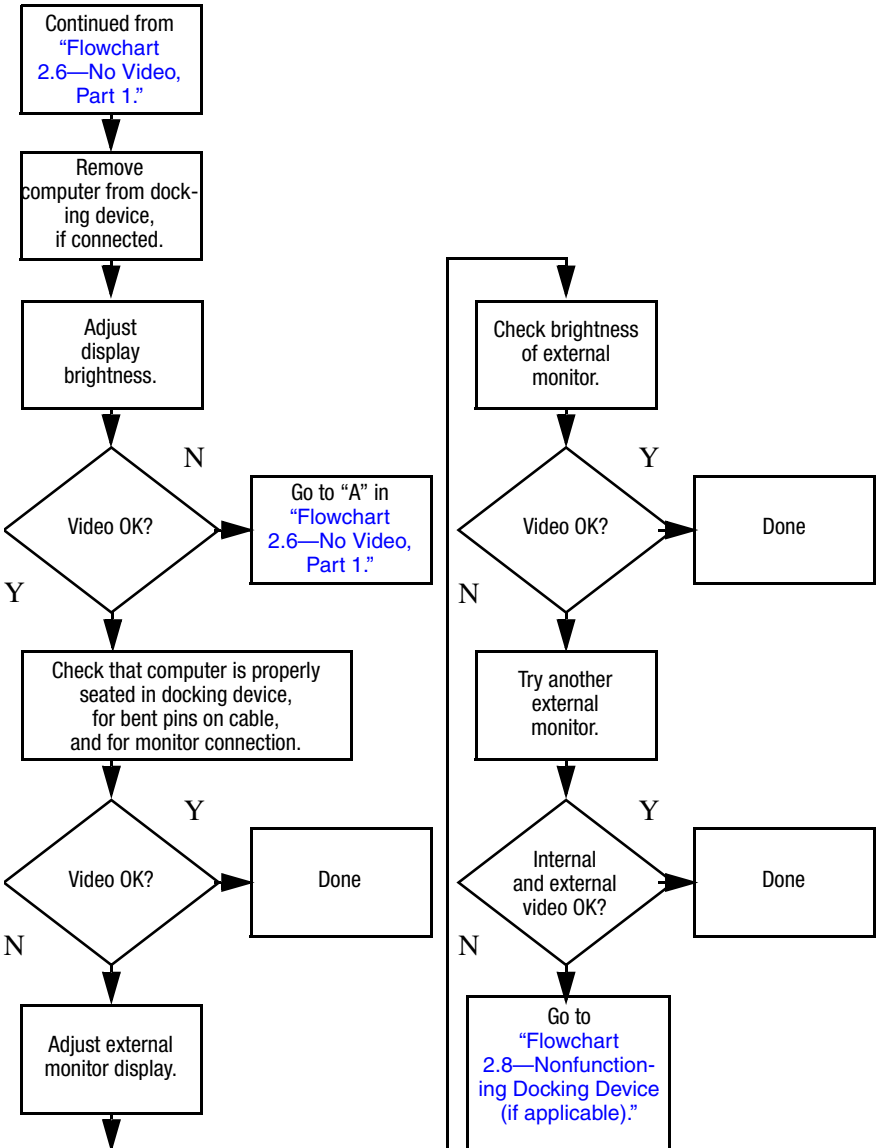 Continued from
“Flowchart
2.6—No Video,
Part 1.”
Remove
computer from dock-
ing device,
if connected.
Adjust
display
brightness.
N
Video OK?
Go to “A” in
“Flowchart
2.6—No Video,
Part 1.”
Y
Check that computer is properly
seated in docking device,
for bent pins on cable,
and for monitor connection.
Y
Video OK?
Done
N
Adjust external
monitor display.
Check brightness
of external
monitor.
Y
Video OK?
Done
N
Try another
external
monitor.
Y
Internal
and external
video OK?
Done
N
Go to
“Flowchart
2.8—Nonfunction-
ing Docking Device
(if applicable).”